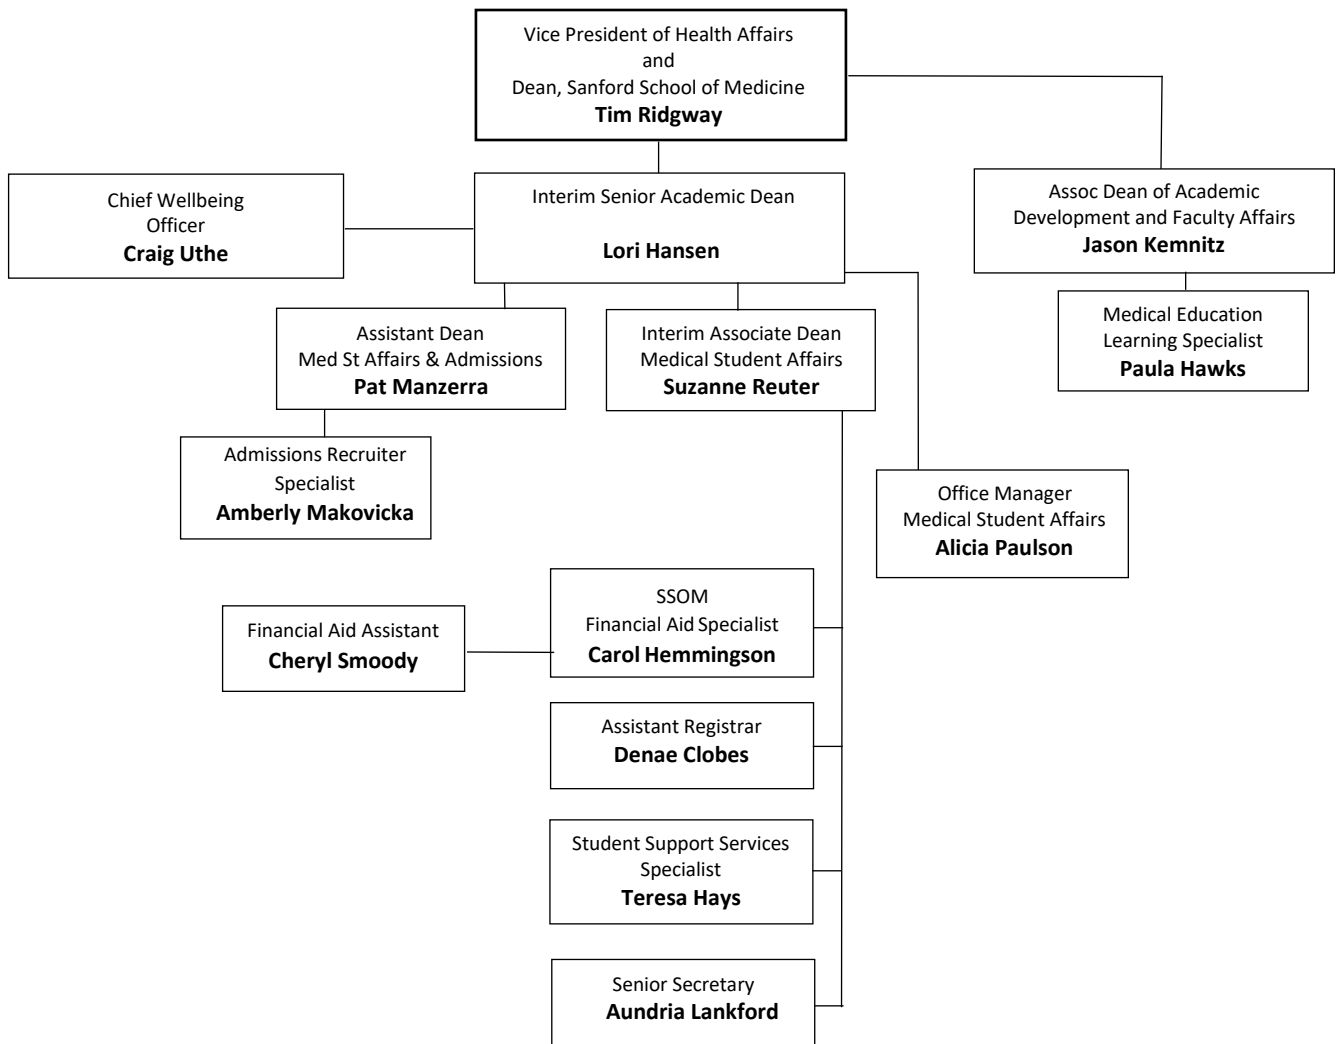 Vice President of Health Affairs
and
Dean, Sanford School of Medicine
Tim Ridgway
Chief Wellbeing
Officer
Craig Uthe
Interim Senior Academic Dean
Lori Hansen
Assoc Dean of Academic
Development and Faculty Affairs
Jason Kemnitz
Medical Education
Learning Specialist
Paula Hawks
Assistant Dean
Med St Affairs & Admissions
Pat Manzerra
Interim Associate Dean
Medical Student Affairs
Suzanne Reuter
Admissions Recruiter
Specialist
Amberly Makovicka
Office Manager
Medical Student Affairs
Alicia Paulson
Financial Aid Assistant
Cheryl Smoody
SSOM
Financial Aid Specialist
Carol Hemmingson
Assistant Registrar
Denae Clobes
Student Support Services
Specialist
Teresa Hays
Senior Secretary
Aundria Lankford